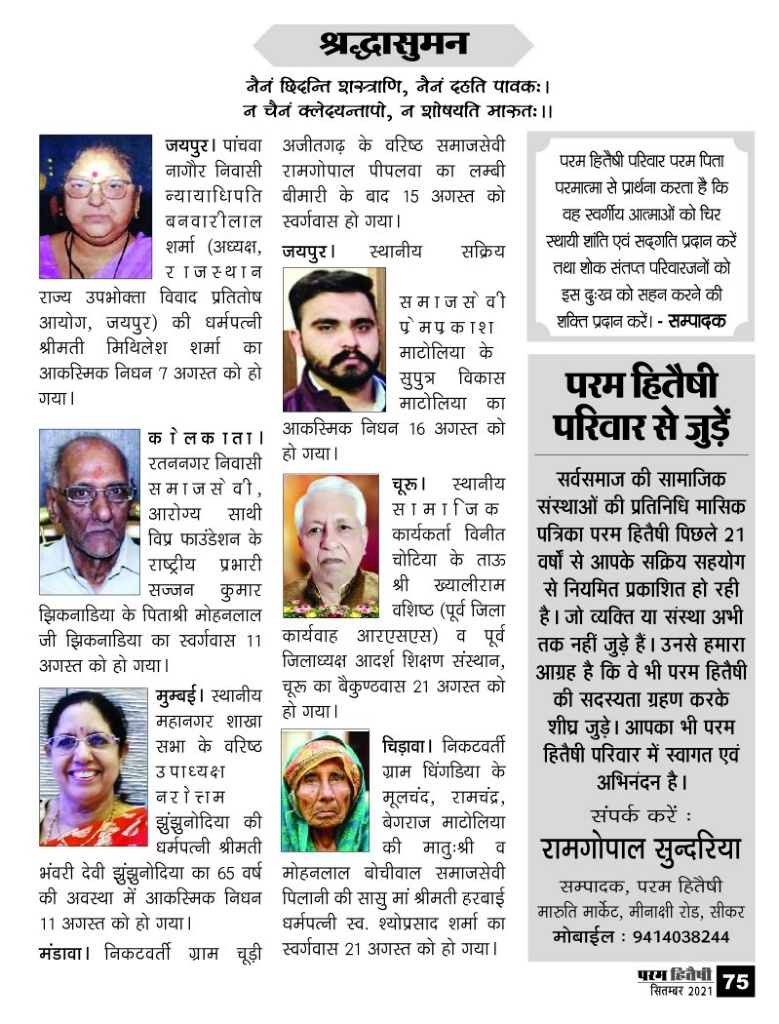 श्रद्धासुमन
नैनं छिदन्ति शस्त्राणि, नैनं दहति पावकः।
न चैनं क्लेदयन्तापो, न शोषयति मारुतः।।
जयपुर। पांचवा
नागौर निवासी
न्यायाधिपति
बनवारीलाल
शर्मा (अध्यक्ष,
राजस्थान
राज्य उपभोक्ता विवाद प्रतितोष
आयोग, जयपुर) की धर्मपत्नी
श्रीमती मिथिलेश शर्मा का
आकस्मिक निधन 7 अगस्त को हो
गया।
कोलकाता।
रतननगर निवासी
समाजसेवी,
आरोग्य साथी
विप्र फाउंडेशन के
राष्ट्रीय प्रभारी
सज्जन कुमार
झिकनाडिया के पिताश्री मोहनलाल
जी झिकनाडिया का स्वर्गवास 11
अगस्त को हो गया।
मुम्बई। स्थानीय
महानगर शाखा
सभा के वरिष्ठ
उपाध्यक्ष
नरोत्तम
झुंझुनोदिया की
धर्मपत्नी श्रीमती
भंवरी देवी झुंझुनोदिया का 65 वर्ष
की अवस्था में आकस्मिक निधन
11 अगस्त को हो गया।
मंडावा। निकटवर्ती ग्राम चूड़ी
अजीतगढ़ के वरिष्ठ समाजसेवी
रामगोपाल पीपलवा का लम्बी
बीमारी के बाद 15 अगस्त को
स्वर्गवास हो गया।
जयपुर। स्थानीय सक्रिय
समाजसेवी
प्रेमप्रकाश
माटोलिया के
सुपुत्र विकास
माटोलिया का
आकस्मिक निधन 16 अगस्त को
हो गया।
चूरू। स्थानीय
सामाजिक
कार्यकर्ता विनीत
चोटिया के ताऊ
श्री ख्यालीराम
वशिष्ठ (पूर्व जिला
कार्यवाह आरएसएस) व पूर्व
जिलाध्यक्ष आदर्श शिक्षण संस्थान,
चूरू का बैकुण्ठवास 21 अगस्त को
हो गया।
चिड़ावा। निकटवर्ती
ग्राम धिंगडिया के
मूलचंद, रामचंद्र,
बेगराज माटोलिया
की मातुःश्री व
मोहनलाल बोचीवाल समाजसेवी
पिलानी की सासु मां श्रीमती हरबाई
धर्मपत्नी स्व. श्योप्रसाद शर्मा का
स्वर्गवास 21 अगस्त को हो गया।
परम हितैषी परिवार परम पिता
परमात्मा से प्रार्थना करता है कि
वह स्वर्गीय आत्माओं को चिर
स्थायी शांति एवं सद्गति प्रदान करें
तथा शोक संतप्त परिवारजनों को
इस दुःख को सहन करने की
शक्ति प्रदान करें। - सम्पादक
परम हितैषी
परिवार से जुड़ें
सर्वसमाज की सामाजिक
संस्थाओं की प्रतिनिधि मासिक
पत्रिका परम हितैषी पिछले 21
वर्षों से आपके सक्रिय सहयोग
से नियमित प्रकाशित हो रही
है। जो व्यक्ति या संस्था अभी
तक नहीं जुड़े हैं। उनसे हमारा
आग्रह है कि वे भी परम हितैषी
की सदस्यता ग्रहण करके
शीघ्र जुड़े। आपका भी परम
हितैषी परिवार में स्वागत एवं
अभिनंदन है।
संपर्क करें :
रामगोपाल सुन्दरिया
सम्पादक, परम हितैषी
मारुति मार्केट, मीनाक्षी रोड, सीकर
मोबाईल : 9414038244
परम हितैषी
सितम्बर 2021
75